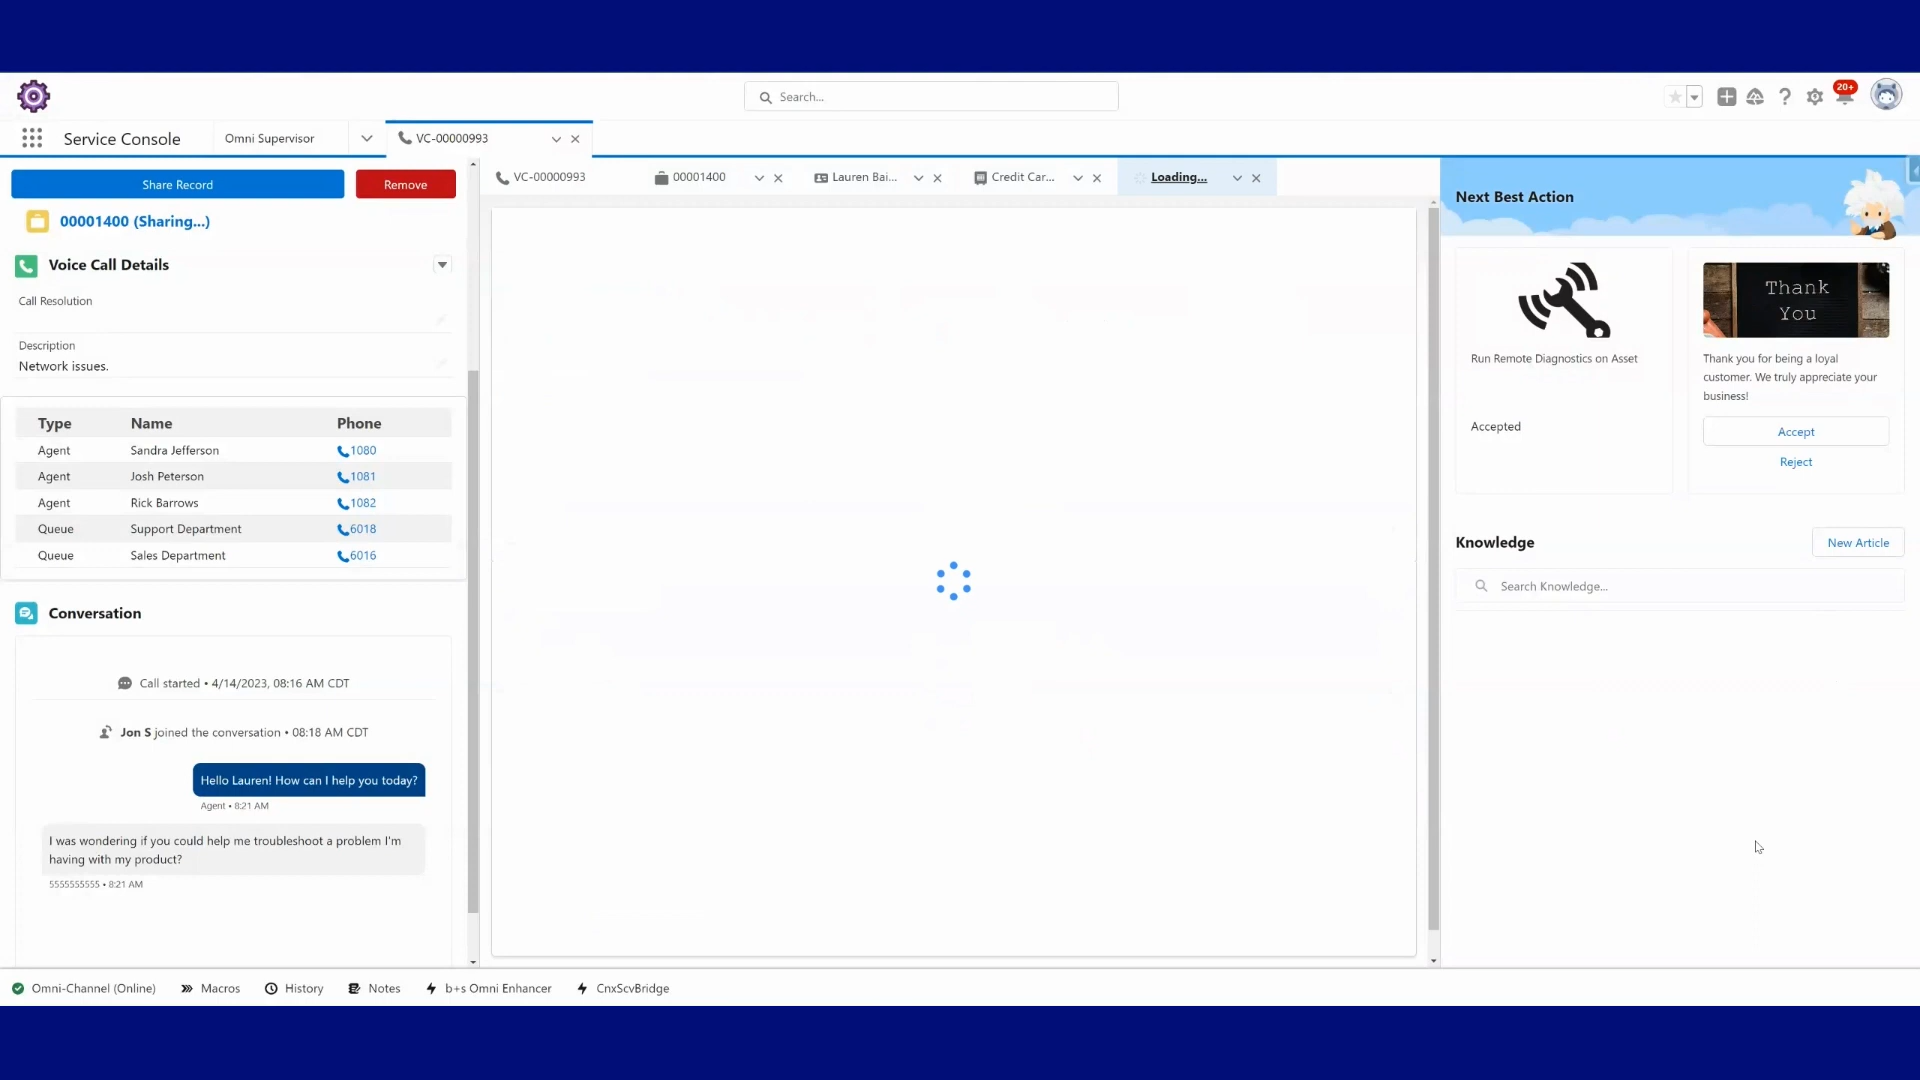 Search...
20+
Service Console
Omni Supervisor
VC-00000993
Share Record
Remove
00001400 (Sharing...)
Voice Call Details
Call Resolution
Description
Network issues.
Type Name Phone
Agent Sandra Jefferson 1080
Agent Josh Peterson 1081
Agent Rick Barrows 1082
Queue Support Department 6018
Queue Sales Department 6016
Conversation
Call started • 4/14/2023, 08:16 AM CDT
Jon S joined the conversation • 08:18 AM CDT
Hello Lauren! How can I help you today?
Agent • 8:21 AM
I was wondering if you could help me troubleshoot a problem I'm
having with my product?
5555555555 • 8:21 AM
VC-00000993
00001400
Lauren Bai...
Credit Car...
Loading...
Next Best Action
Run Remote Diagnostics on Asset
Accepted
Thank
You
Thank you for being a loyal
customer. We truly appreciate your
business!
Accept
Reject
Knowledge
New Article
Search Knowledge...
Omni-Channel (Online)
Macros
History
Notes
b+s Omni Enhancer
CnxScvBridge